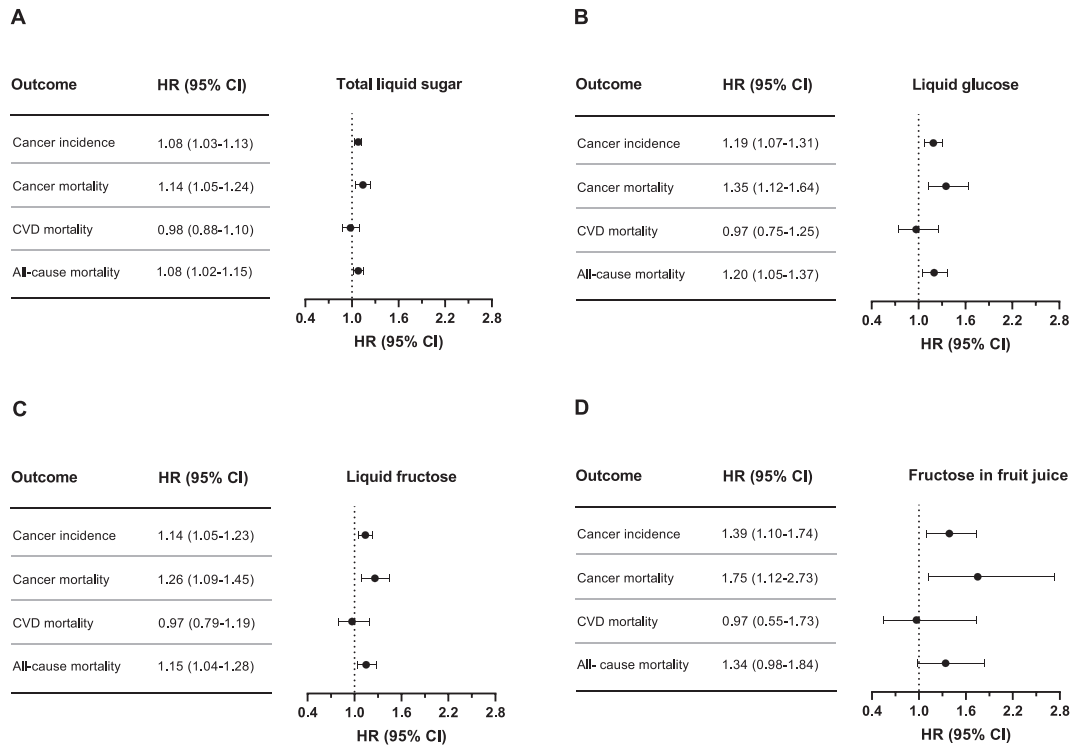 A
Outcome HR (95% CI) Total liquid sugar
Cancer incidence 1.08 (1.03-1.13)
Cancer mortality 1.14 (1.05-1.24)
CVD mortality 0.98 (0.88-1.10)
All-cause mortality 1.08 (1.02-1.15)
0.4 1.0 1.6 2.2 2.8
HR (95% CI)
B
Outcome HR (95% CI) Liquid glucose
Cancer incidence 1.19 (1.07-1.31)
Cancer mortality 1.35 (1.12-1.64)
CVD mortality 0.97 (0.75-1.25)
All-cause mortality 1.20 (1.05-1.37)
0.4 1.0 1.6 2.2 2.8
HR (95% CI)
C
Outcome HR (95% CI) Liquid fructose
Cancer incidence 1.14 (1.05-1.23)
Cancer mortality 1.26 (1.09-1.45)
CVD mortality 0.97 (0.79-1.19)
All-cause mortality 1.15 (1.04-1.28)
0.4 1.0 1.6 2.2 2.8
HR (95% CI)
D
Outcome HR (95% CI) Fructose in fruit juice
Cancer incidence 1.39 (1.10-1.74)
Cancer mortality 1.75 (1.12-2.73)
CVD mortality 0.97 (0.55-1.73)
All- cause mortality 1.34 (0.98-1.84)
0.4 1.0 1.6 2.2 2.8
HR (95% CI)